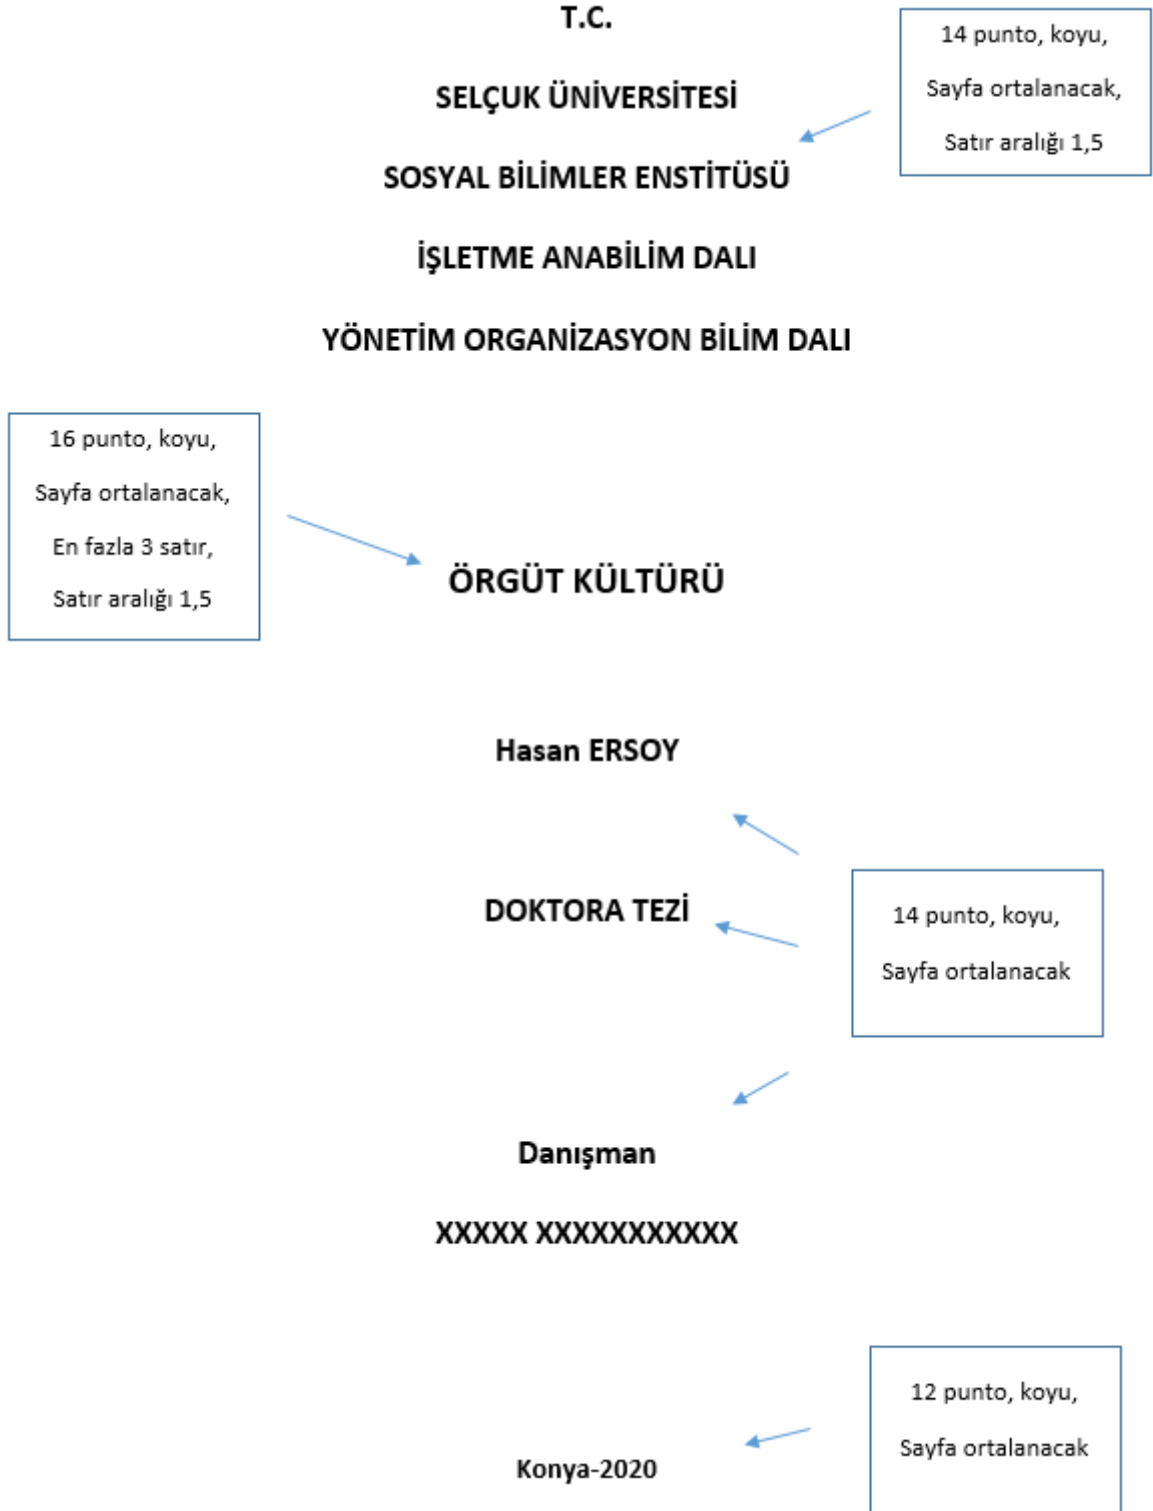 T.C.
14 punto, koyu,
Sayfa ortalanacak,
Satır aralığı 1,5
SELÇUK ÜNİVERSİTESİ
SOSYAL BİLİMLER ENSTİTÜSÜ
İŞLETME ANABİLİM DALI
YÖNETİM ORGANİZASYON BİLİM DALI
16 punto, koyu,
Sayfa ortalanacak,
En fazla 3 satır,
Satır aralığı 1,5
ÖRGÜT KÜLTÜRÜ
Hasan ERSOY
DOKTORA TEZİ
14 punto, koyu,
Sayfa ortalanacak
Danışman
XXXXX XXXXXXXXXXX
12 punto, koyu,
Sayfa ortalanacak
Konya-2020